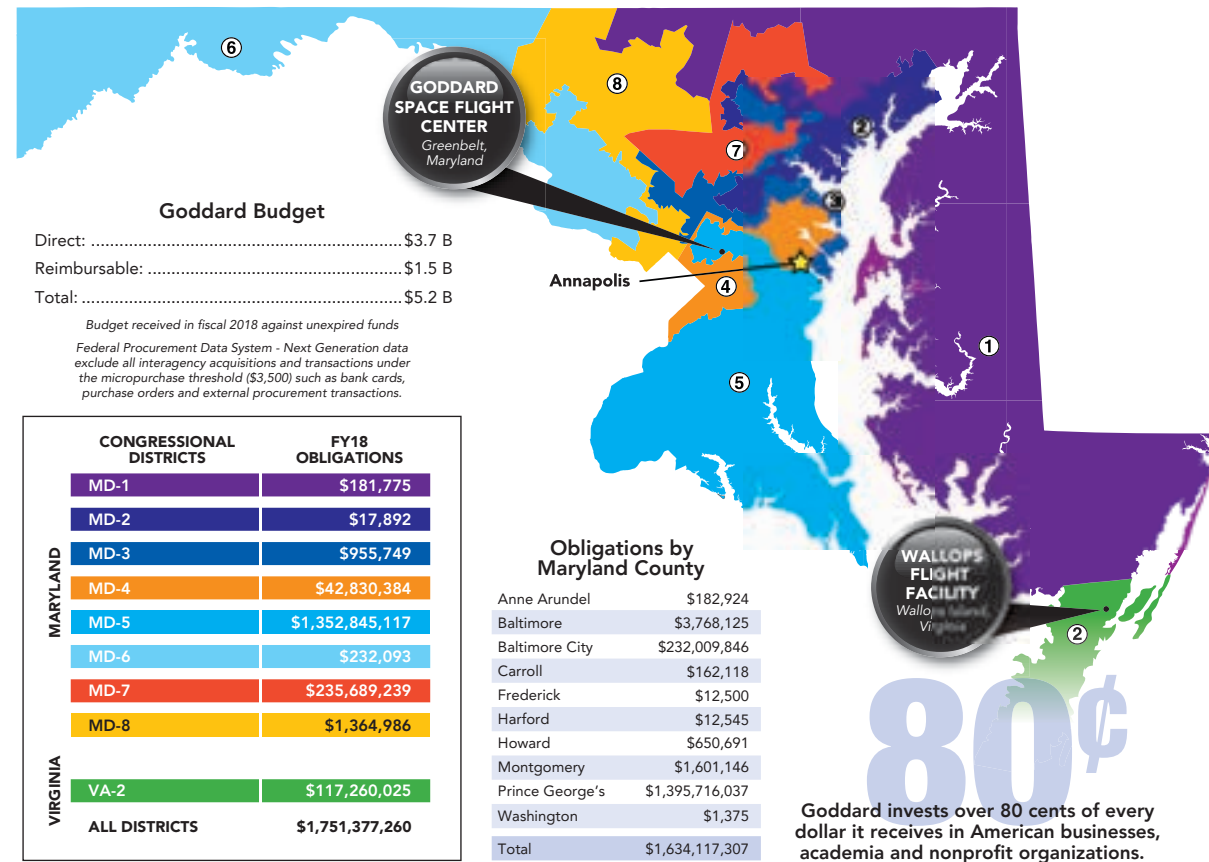 6
8
GODDARD
SPACE FLIGHT
CENTER
Greenbelt,
Maryland
2
7
3
Goddard Budget
Direct: ................................................................ $3.7 B
Reimbursable: ..................................................... $1.5 B
Total: .................................................................. $5.2 B
Annapolis
4
Budget received in fiscal 2018 against unexpired funds
Federal Procurement Data System - Next Generation data
exclude all interagency acquisitions and transactions under
the micropurchase threshold ($3,500) such as bank cards,
purchase orders and external procurement transactions.
1
5
CONGRESSIONAL DISTRICTS FY18 OBLIGATIONS
MARYLAND
MD-1 $181,775
MD-2 $17,892
MD-3 $955,749
MD-4 $42,830,384
MD-5 $1,352,845,117
MD-6 $232,093
MD-7 $235,689,239
MD-8 $1,364,986
VIRGINIA
VA-2 $117,260,025
ALL DISTRICTS $1,751,377,260
Obligations by
Maryland County
Anne Arundel $182,924
Baltimore $3,768,125
Baltimore City $232,009,846
Carroll $162,118
Frederick $12,500
Harford $12,545
Howard $650,691
Montgomery $1,601,146
Prince George's $1,395,716,037
Washington $1,375
Total $1,634,117,307
WALLOPS
FLIGHT
FACILITY
Wallops Island,
Virginia
2
80¢
Goddard invests over 80 cents of every
dollar it receives in American businesses,
academia and nonprofit organizations.